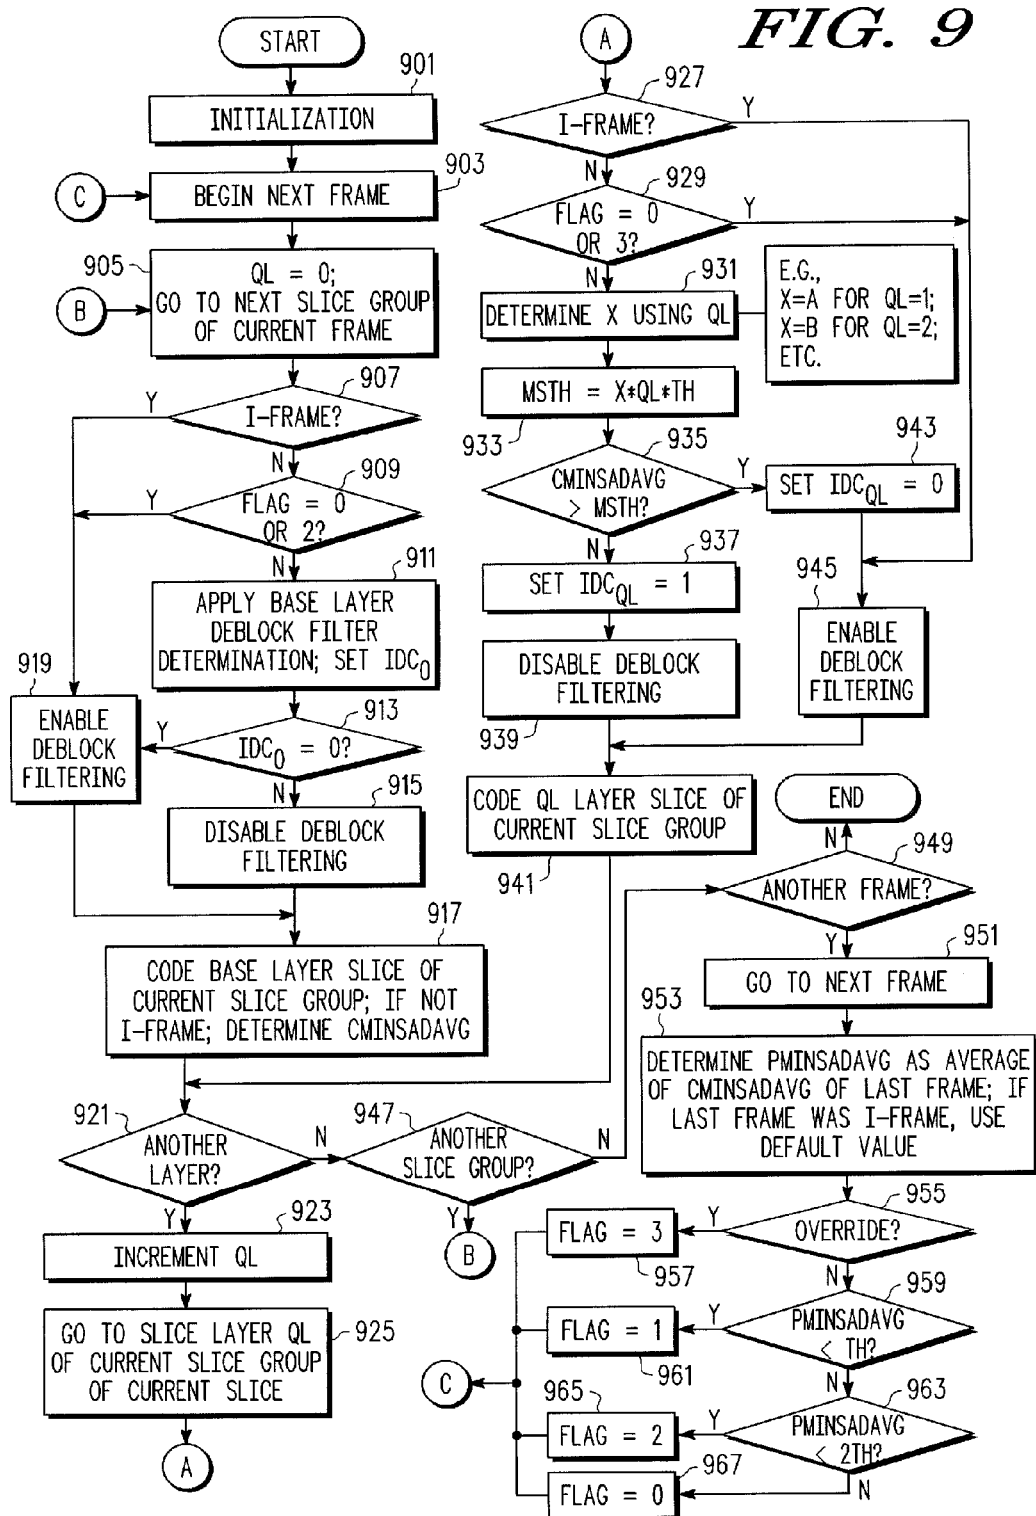 FIG. 9
START
901
INITIALIZATION
C
903
BEGIN NEXT FRAME
905
B
QL = 0;
GO TO NEXT SLICE GROUP
OF CURRENT FRAME
907
Y
I-FRAME?
N
909
Y
FLAG = 0
OR 2?
N
911
APPLY BASE LAYER
DEBLOCK FILTER
DETERMINATION; SET IDC0
919
ENABLE
DEBLOCK
FILTERING
913
Y
IDC0 = 0?
N
915
DISABLE DEBLOCK
FILTERING
917
CODE BASE LAYER SLICE OF
CURRENT SLICE GROUP; IF NOT
I-FRAME; DETERMINE CMINSADAVG
921
ANOTHER
LAYER?
N
Y
923
INCREMENT QL
GO TO SLICE LAYER QL
OF CURRENT SLICE GROUP
OF CURRENT SLICE
925
A
947
ANOTHER
SLICE GROUP?
N
Y
B
A
927
I-FRAME?
Y
N
929
FLAG = 0
OR 3?
Y
N
931
DETERMINE X USING QL
E.G.,
X=A FOR QL=1;
X=B FOR QL=2;
ETC.
MSTH = X*QL*TH
933
935
CMINSADAVG
> MSTH?
Y
N
943
SET IDCQL = 0
937
SET IDCQL = 1
945
ENABLE
DEBLOCK
FILTERING
DISABLE DEBLOCK
FILTERING
939
CODE QL LAYER SLICE OF
CURRENT SLICE GROUP
941
END
N
949
ANOTHER FRAME?
Y
951
GO TO NEXT FRAME
953
DETERMINE PMINSADAVG AS AVERAGE
OF CMINSADAVG OF LAST FRAME; IF
LAST FRAME WAS I-FRAME, USE
DEFAULT VALUE
955
OVERRIDE?
Y
FLAG = 3
957
N
959
PMINSADAVG
< TH?
Y
FLAG = 1
961
N
C
963
PMINSADAVG
< 2TH?
Y
965
FLAG = 2
N
967
FLAG = 0